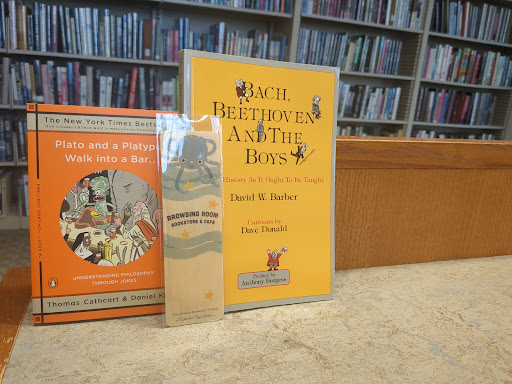 The New York Times Bestseller
Plato and a Platyp
Walk into a Bar..
UNDERSTANDING PHILOSOPHY
THROUGH JOKES
Thomas Cathcart & Daniel K
BROWSING ROOM
BOOKSTORE & CAFE
BACH,
BEETHOVEN
AND THE
BOYS
History As It Ought To Be Taught
David W. Barber
Cartoons by
Dave Donald
Preface by
Anthony Burgess